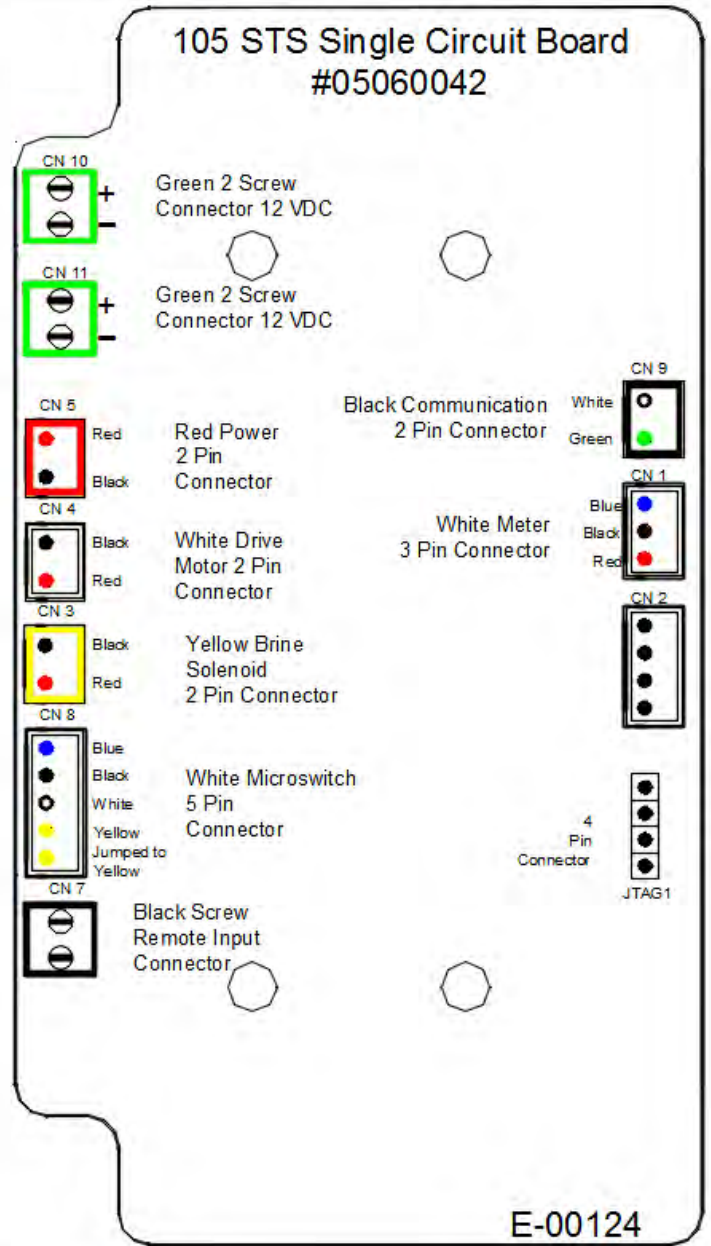 105 STS Single Circuit Board
#05060042
CN 10
+
-
Green 2 Screw
Connector 12 VDC
CN 11
+
-
Green 2 Screw
Connector 12 VDC
CN 5
Red
Black
Red Power
2 Pin
Connector
CN 4
Black
Red
White Drive
Motor 2 Pin
Connector
CN 3
Black
Red
Yellow Brine
Solenoid
2 Pin Connector
CN 8
Blue
Black
White
Yellow
Jumped to
Yellow
White Microswitch
5 Pin
Connector
CN 7
Black Screw
Remote Input
Connector
CN 9
Black Communication
2 Pin Connector
White
Green
CN 1
White Meter
3 Pin Connector
Blue
Black
Red
CN 2
4
Pin
Connector
JTAG1
E-00124